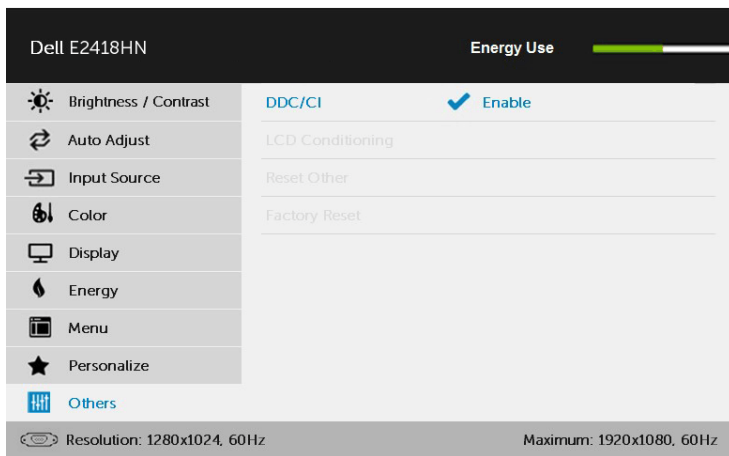 Dell E2418HN Energy Use
Brightness / Contrast DDC/CI Enable
Auto Adjust LCD Conditioning
Input Source Reset Other
Color Factory Reset
Display
Energy
Menu
Personalize
Others
Resolution: 1280x1024, 60Hz Maximum: 1920x1080, 60Hz